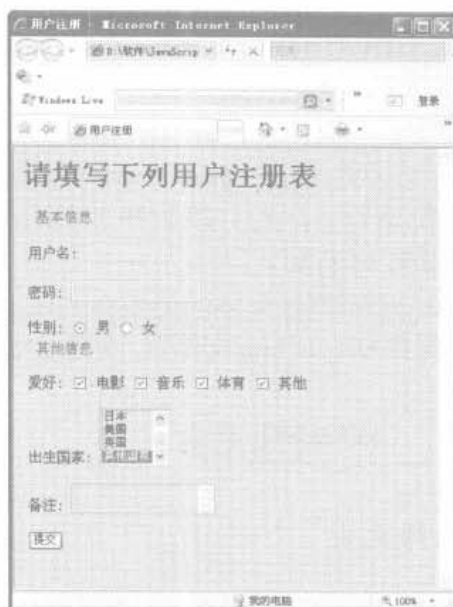 用户注册 - Microsoft Internet Explorer
D:\软件\JavaScrip
Windows Live
登录
用户注册
请填写下列用户注册表
基本信息
用户名:
密码:
性别: 男 女
其他信息
爱好: 电影 音乐 体育 其他
日本
美国
英国
出生国家:
备注:
提交
我的电脑
100%